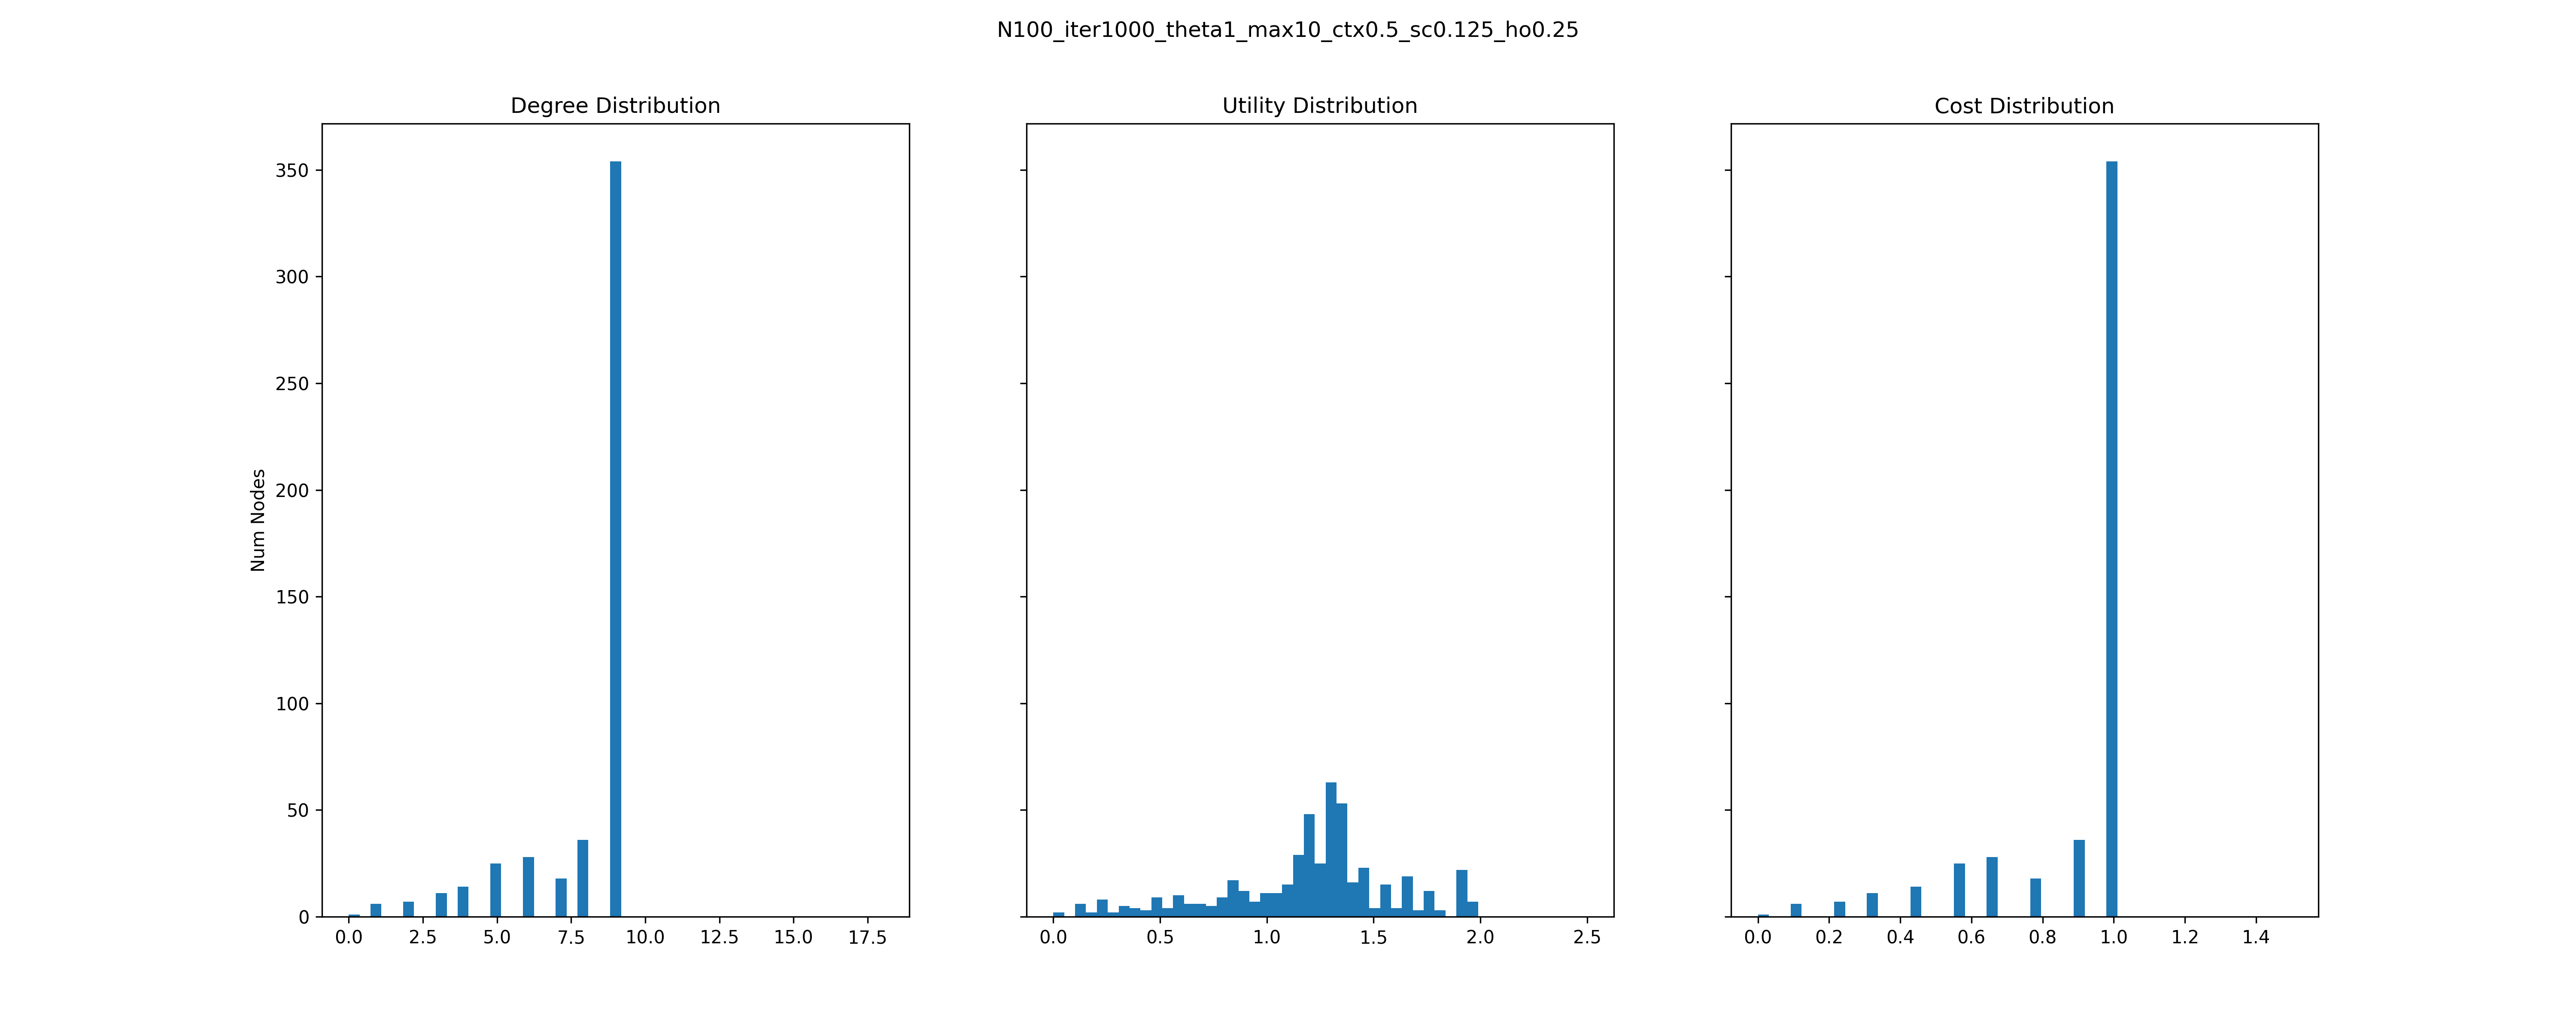 N100_iter1000_theta1_max10_ctx0.5_sc0.125_ho0.25
Degree Distribution
Utility Distribution
Cost Distribution
Num Nodes
350
300
250
200
150
100
50
0
0.0 2.5 5.0 7.5 10.0 12.5 15.0 17.5
0.0 0.5 1.0 1.5 2.0 2.5
0.0 0.2 0.4 0.6 0.8 1.0 1.2 1.4